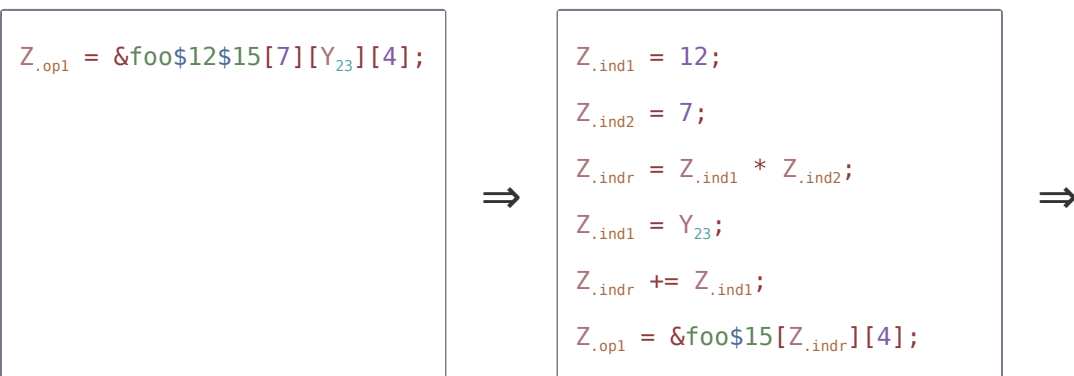 Z.op1 = &foo$12$15[7][Y23][4];
⇒
Z.ind1 = 12;
Z.ind2 = 7;
Z.indr = Z.ind1 * Z.ind2;
Z.ind1 = Y23;
Z.indr += Z.ind1;
Z.op1 = &foo$15[Z.indr][4];
⇒